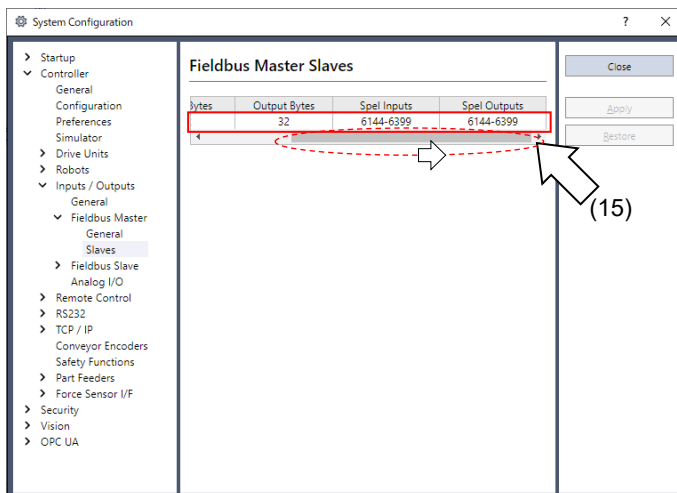 System Configuration
?
Startup
Controller
General
Configuration
Preferences
Simulator
Drive Units
Robots
Inputs / Outputs
General
Fieldbus Master
General
Slaves
Fieldbus Slave
Analog I/O
Remote Control
RS232
TCP / IP
Conveyor Encoders
Safety Functions
Part Feeders
Force Sensor I/F
Security
Vision
OPC UA
Fieldbus Master Slaves
Bytes Output Bytes Spel Inputs Spel Outputs
32 6144-6399 6144-6399
Close
Apply
Restore
(15)